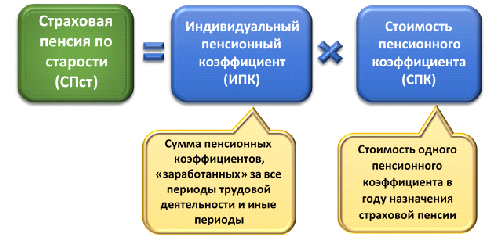 Страховая
пенсия по
старости
(СПст)
=
Индивидуальный
пенсионный
коэффициент
(ИПК)
×
Стоимость
пенсионного
коэффициента
(СПК)
Сумма пенсионных
коэффициентов,
«заработанных» за все
периоды трудовой
деятельности и иные
периоды
Стоимость одного
пенсионного
коэффициента в
году назначения
страховой пенсии